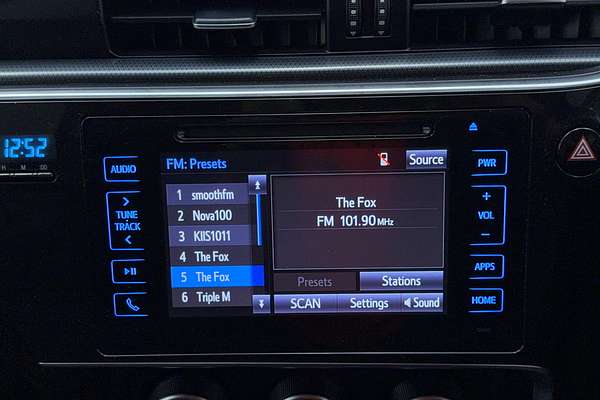 12:52
H M :00
AUDIO
TUNE
TRACK
FM: Presets
Source
1 smoothfm
2 Nova100
3 KIIS1011
4 The Fox
5 The Fox
6 Triple M
The Fox
FM 101.90 MHz
Presets
Stations
SCAN
Settings
Sound
PWR
+
VOL
-
APPS
HOME